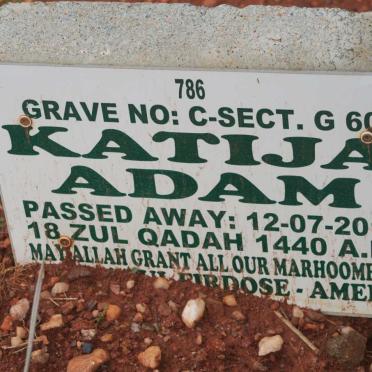 786
GRAVE NO: C-SECT. G 60
KATIJA
ADAM
PASSED AWAY: 12-07-20
18 ZUL QADAH 1440 A.
MAY ALLAH GRANT ALL OUR MARHOOME
FIRDOSE - AMEE